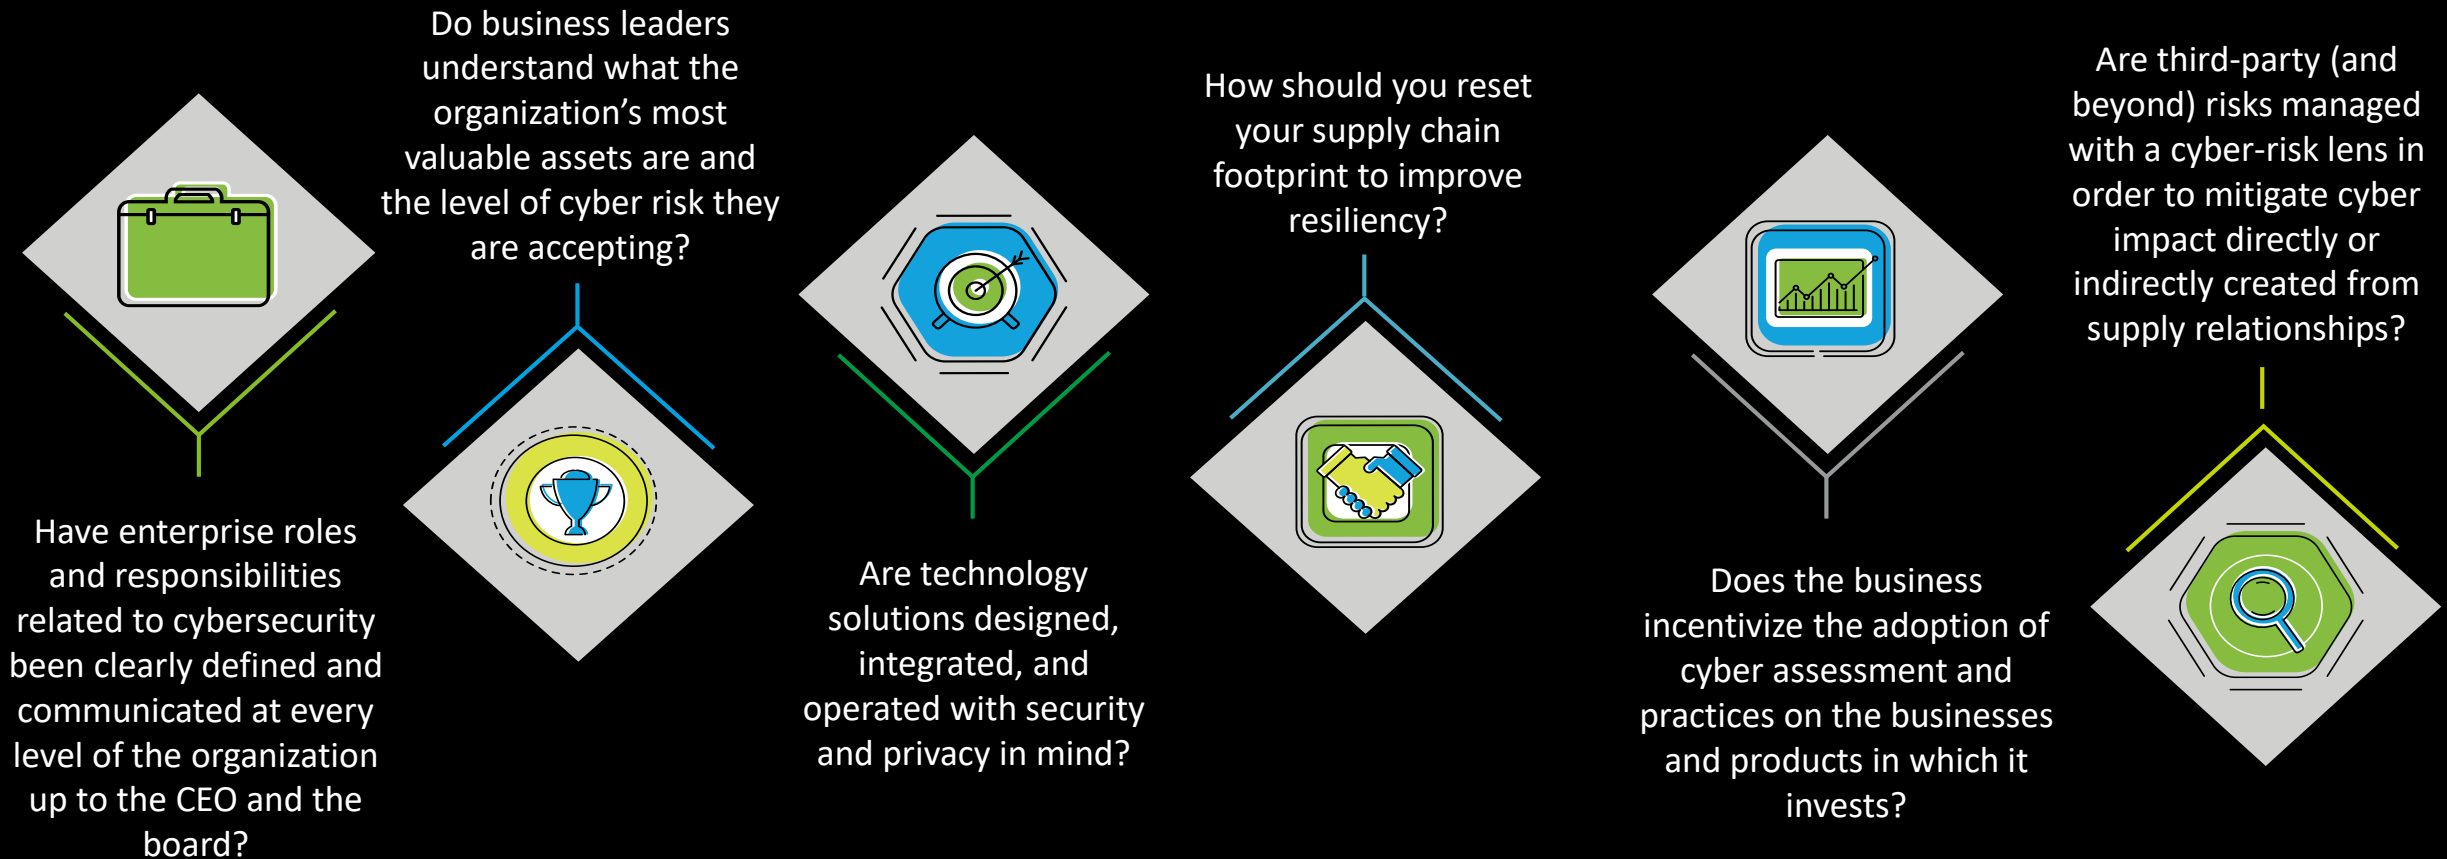 Have enterprise roles
and responsibilities
related to cybersecurity
been clearly defined and
communicated at every
level of the organization
up to the CEO and the
board?
Do business leaders
understand what the
organization’s most
valuable assets are and
the level of cyber risk they
are accepting?
Are technology
solutions designed,
integrated, and
operated with security
and privacy in mind?
How should you reset
your supply chain
footprint to improve
resiliency?
Does the business
incentivize the adoption of
cyber assessment and
practices on the businesses
and products in which it
invests?
Are third-party (and
beyond) risks managed
with a cyber-risk lens in
order to mitigate cyber
impact directly or
indirectly created from
supply relationships?